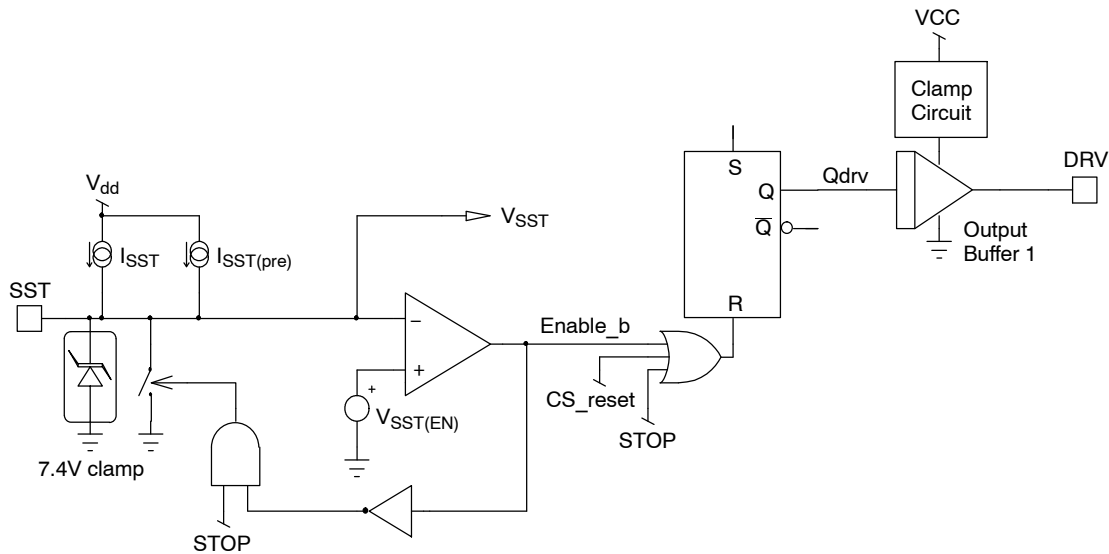 VCC
Clamp
Circuit
DRV
S
Q
Qdrv
Q̅
Output
Buffer 1
R
Vdd
ISST
ISST(pre)
VSST
SST
−
+
+
VSST(EN)
Enable_b
CS_reset
STOP
7.4V clamp
STOP